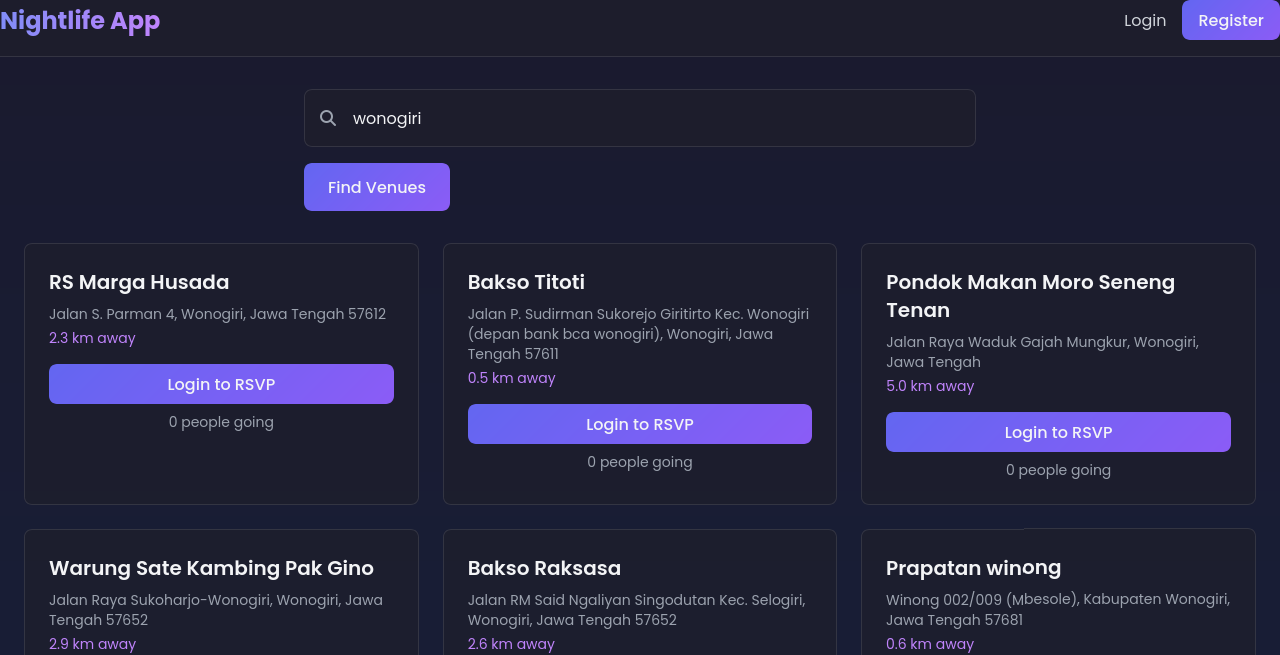 Nightlife App
Login
Register
wonogiri
Find Venues
RS Marga Husada
Jalan S. Parman 4, Wonogiri, Jawa Tengah 57612
2.3 km away
Login to RSVP
0 people going
Bakso Titoti
Jalan P. Sudirman Sukorejo Giritirto Kec. Wonogiri
(depan bank bca wonogiri), Wonogiri, Jawa
Tengah 57611
0.5 km away
Login to RSVP
0 people going
Pondok Makan Moro Seneng
Tenan
Jalan Raya Waduk Gajah Mungkur, Wonogiri,
Jawa Tengah
5.0 km away
Login to RSVP
0 people going
Warung Sate Kambing Pak Gino
Jalan Raya Sukoharjo-Wonogiri, Wonogiri, Jawa
Tengah 57652
2.9 km away
Bakso Raksasa
Jalan RM Said Ngaliyan Singodutan Kec. Selogiri,
Wonogiri, Jawa Tengah 57652
2.6 km away
Prapatan winong
Winong 002/009 (Mbesole), Kabupaten Wonogiri,
Jawa Tengah 57681
0.6 km away